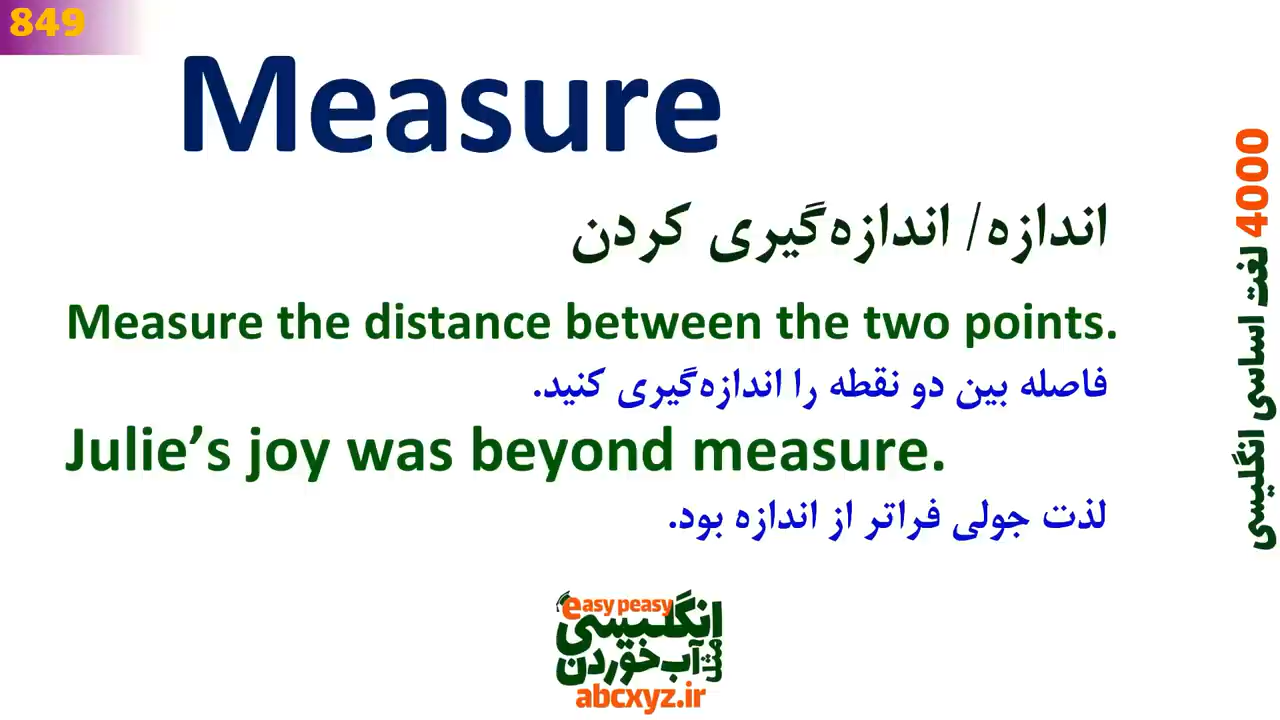 849
Measure
اندازه/ اندازه‌گیری کردن
Measure the distance between the two points.
فاصله بین دو نقطه را اندازه‌گیری کنید.
Julie’s joy was beyond measure.
لذت جولی فراتر از اندازه بود.
4000 لغت اساسی انگلیسی
easy peasy
انگلیسی
مثل آب خوردن
abcxyz.ir